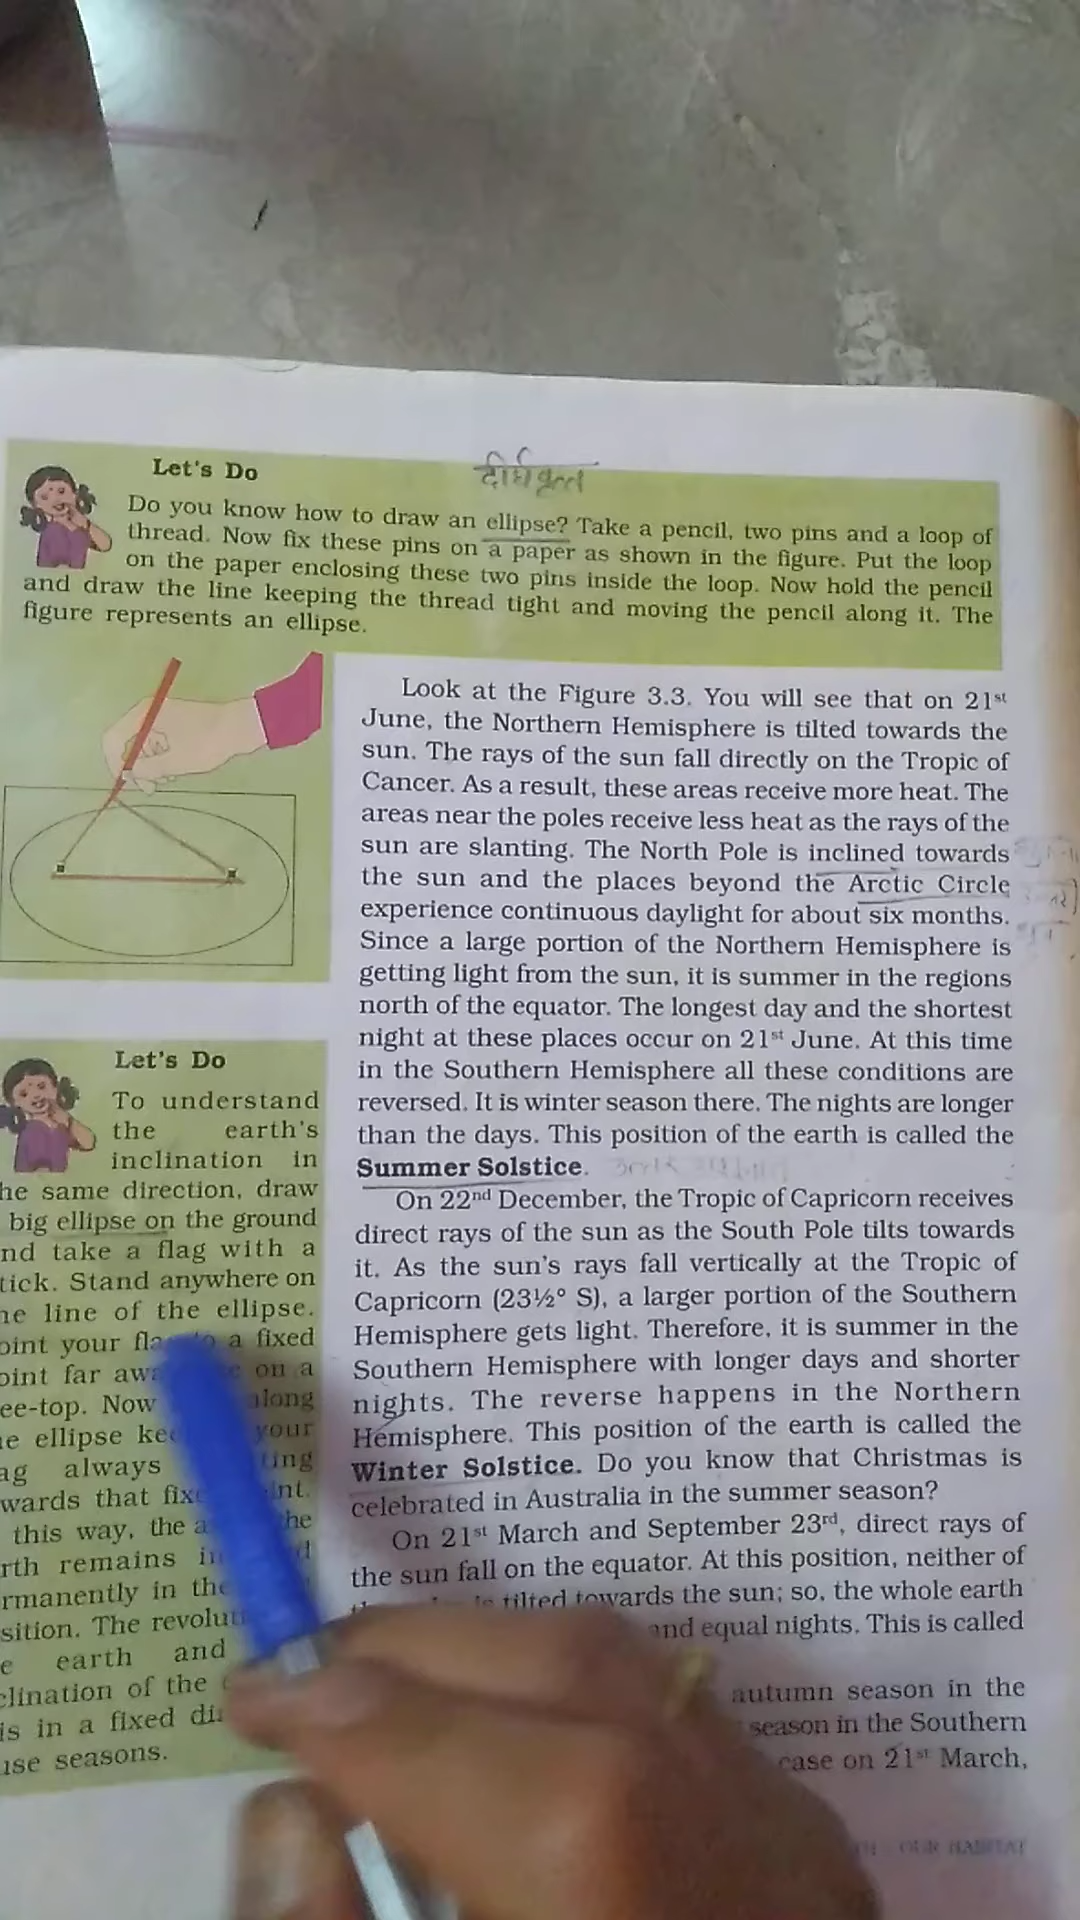 Let's Do
दीर्घवृत्त
Do you know how to draw an ellipse? Take a pencil, two pins and a loop of
thread. Now fix these pins on a paper as shown in the figure. Put the loop
on the paper enclosing these two pins inside the loop. Now hold the pencil
and draw the line keeping the thread tight and moving the pencil along it. The
figure represents an ellipse.
Look at the Figure 3.3. You will see that on 21st
June, the Northern Hemisphere is tilted towards the
sun. The rays of the sun fall directly on the Tropic of
Cancer. As a result, these areas receive more heat. The
areas near the poles receive less heat as the rays of the
sun are slanting. The North Pole is inclined towards
the sun and the places beyond the Arctic Circle
experience continuous daylight for about six months.
Since a large portion of the Northern Hemisphere is
getting light from the sun, it is summer in the regions
north of the equator. The longest day and the shortest
night at these places occur on 21st June. At this time
in the Southern Hemisphere all these conditions are
reversed. It is winter season there. The nights are longer
than the days. This position of the earth is called the
Summer Solstice.
On 22nd December, the Tropic of Capricorn receives
direct rays of the sun as the South Pole tilts towards
it. As the sun's rays fall vertically at the Tropic of
Capricorn (23½° S), a larger portion of the Southern
Hemisphere gets light. Therefore, it is summer in the
Southern Hemisphere with longer days and shorter
nights. The reverse happens in the Northern
Hemisphere. This position of the earth is called the
Winter Solstice. Do you know that Christmas is
celebrated in Australia in the summer season?
On 21st March and September 23rd, direct rays of
the sun fall on the equator. At this position, neither of
tilted towards the sun; so, the whole earth
and equal nights. This is called
autumn season in the
season in the Southern
case on 21st March,
Let's Do
To understand
the earth's
inclination in
he same direction, draw
big ellipse on the ground
nd take a flag with a
tick. Stand anywhere on
ne line of the ellipse.
oint your a fixed
oint far on a
ee-top. Now along
e ellipse your
ag always ting
wards that int.
this way, the he
rth remains
rmanently in the
sition. The
e earth and
clination of the
is in a fixed
use seasons.
OUR HABITAT